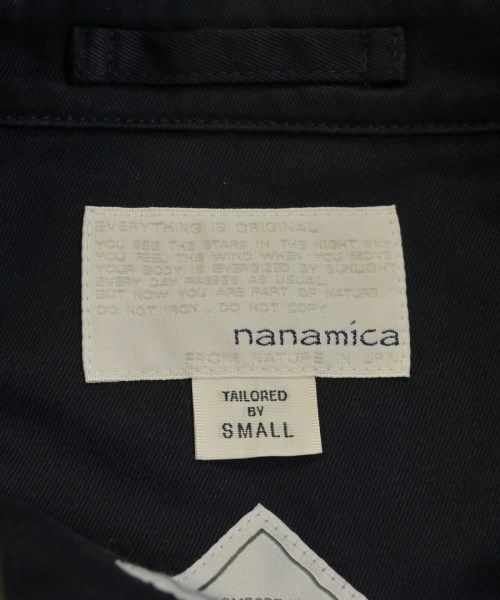 EVERYTHING IS ORIGINAL.
YOU SEE THE STARS IN THE NIGHT SKY.
YOU FEEL THE WIND WHEN YOU MOVE.
YOUR BODY IS ENERGIZED BY SUNLIGHT.
EVERY DAY PASSES AS USUAL.
BUT NOW YOU ARE PART OF NATURE.
DO NOT IRON. DO NOT COPY.
nanamica
FROM NATURE IN JPN.
TAILORED
BY
SMALL